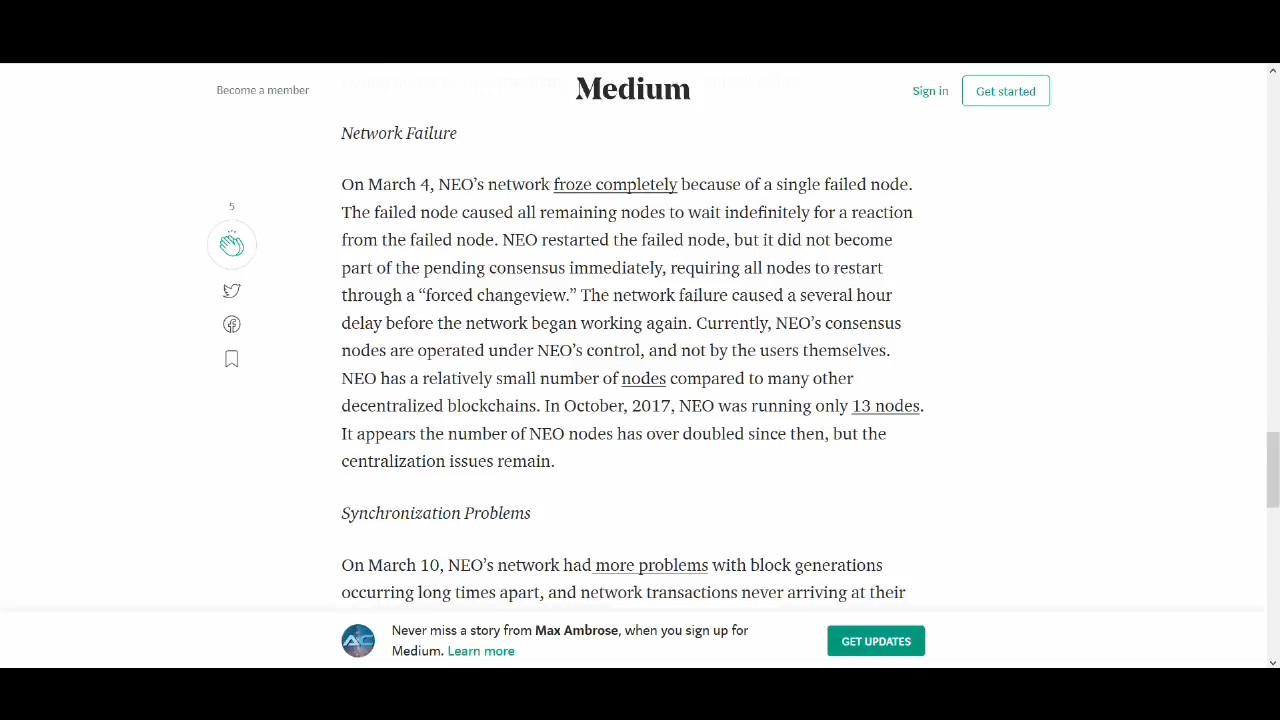 Become a member
Medium
Sign in
Get started
Network Failure
On March 4, NEO’s network froze completely because of a single failed node.
The failed node caused all remaining nodes to wait indefinitely for a reaction
from the failed node. NEO restarted the failed node, but it did not become
part of the pending consensus immediately, requiring all nodes to restart
through a “forced changeview.” The network failure caused a several hour
delay before the network began working again. Currently, NEO’s consensus
nodes are operated under NEO’s control, and not by the users themselves.
NEO has a relatively small number of nodes compared to many other
decentralized blockchains. In October, 2017, NEO was running only 13 nodes.
It appears the number of NEO nodes has over doubled since then, but the
centralization issues remain.
5
Synchronization Problems
On March 10, NEO’s network had more problems with block generations
occurring long times apart, and network transactions never arriving at their
AC
Never miss a story from Max Ambrose, when you sign up for
Medium. Learn more
GET UPDATES